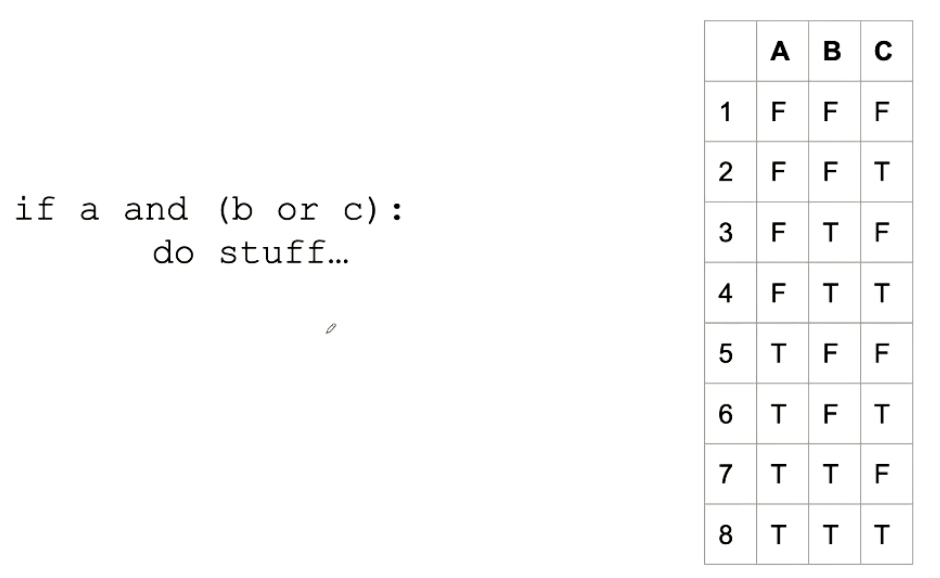 if a and (b or c):
do stuff…
A B C
1 F F F
2 F F T
3 F T F
4 F T T
5 T F F
6 T F T
7 T T F
8 T T T